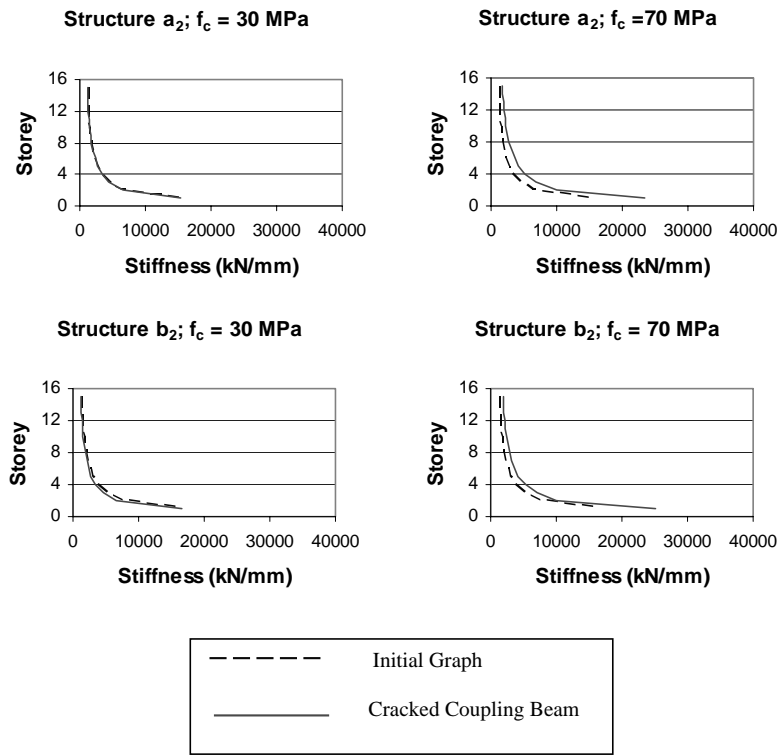 Structure a₂; f_c = 30 MPa
16
12
8
4
0
Storey
0 10000 20000 30000 40000
Stiffness (kN/mm)
Structure a₂; f_c =70 MPa
16
12
8
4
0
Storey
0 10000 20000 30000 40000
Stiffness (kN/mm)
Structure b₂; f_c = 30 MPa
16
12
8
4
0
Storey
0 10000 20000 30000 40000
Stiffness (kN/mm)
Structure b₂; f_c = 70 MPa
16
12
8
4
0
Storey
0 10000 20000 30000 40000
Stiffness (kN/mm)
Initial Graph
Cracked Coupling Beam